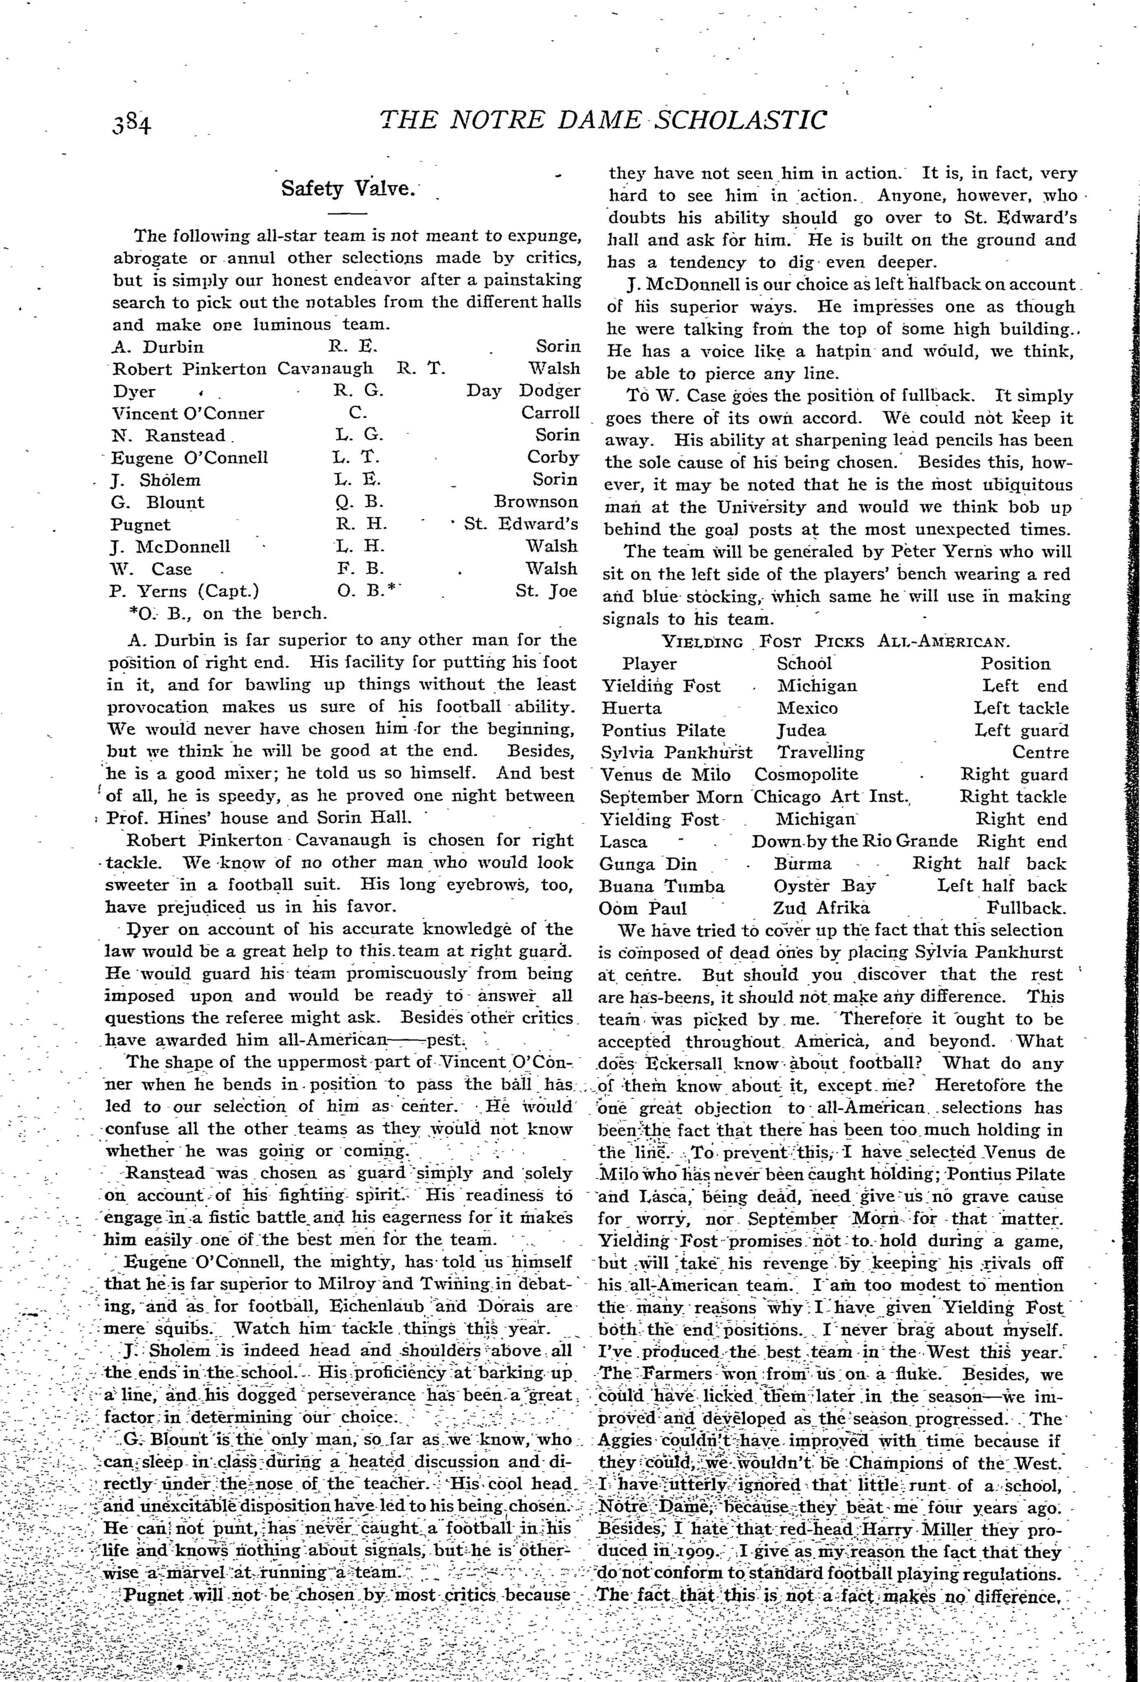 384
THE NOTRE DAME SCHOLASTIC
Safety Valve.
The following all-star team is not meant to expunge,
abrogate or annul other selections made by critics,
but is simply our honest endeavor after a painstaking
search to pick out the notables from the different halls
and make one luminous team.
A. Durbin R. E. Sorin
Robert Pinkerton Cavanaugh R. T. Walsh
Dyer R. G. Day Dodger
Vincent O'Conner C. Carroll
N. Ranstead L. G. Sorin
Eugene O'Connell L. T. Corby
J. Sholem L. E. Sorin
G. Blount Q. B. Brownson
Pugnet R. H. St. Edward's
J. McDonnell L. H. Walsh
W. Case F. B. Walsh
P. Yerns (Capt.) O. B.* St. Joe
*O. B., on the bench.
A. Durbin is far superior to any other man for the
position of right end. His facility for putting his foot
in it, and for bawling up things without the least
provocation makes us sure of his football ability.
We would never have chosen him for the beginning,
but we think he will be good at the end. Besides,
he is a good mixer; he told us so himself. And best
of all, he is speedy, as he proved one night between
Prof. Hines' house and Sorin Hall.
Robert Pinkerton Cavanaugh is chosen for right
tackle. We know of no other man who would look
sweeter in a football suit. His long eyebrows, too,
have prejudiced us in his favor.
Dyer on account of his accurate knowledge of the
law would be a great help to this team at right guard.
He would guard his team promiscuously from being
imposed upon and would be ready to answer all
questions the referee might ask. Besides other critics
have awarded him all-American——pest.
The shape of the uppermost part of Vincent O'Con-
ner when he bends in position to pass the ball has
led to our selection of him as center. He would
confuse all the other teams as they would not know
whether he was going or coming.
Ranstead was chosen as guard simply and solely
on account of his fighting spirit. His readiness to
engage in a fistic battle and his eagerness for it makes
him easily one of the best men for the team.
Eugene O'Connell, the mighty, has told us himself
that he is far superior to Milroy and Twining in debat-
ing, and as for football, Eichenlaub and Dorais are
mere squibs. Watch him tackle things this year.
J. Sholem is indeed head and shoulders above all
the ends in the school. His proficiency at barking up
a line, and his dogged perseverance has been a great
factor in determining our choice.
G. Blount is the only man, so far as we know, who
can sleep in class during a heated discussion and di-
rectly under the nose of the teacher. His cool head
and unexcitable disposition have led to his being chosen.
He can not punt, has never caught a football in his
life and knows nothing about signals, but he is other-
wise a marvel at running a team.
Pugnet will not be chosen by most critics because
they have not seen him in action. It is, in fact, very
hard to see him in action. Anyone, however, who
doubts his ability should go over to St. Edward's
hall and ask for him. He is built on the ground and
has a tendency to dig even deeper.
J. McDonnell is our choice as left halfback on account
of his superior ways. He impresses one as though
he were talking from the top of some high building.
He has a voice like a hatpin and would, we think,
be able to pierce any line.
To W. Case goes the position of fullback. It simply
goes there of its own accord. We could not keep it
away. His ability at sharpening lead pencils has been
the sole cause of his being chosen. Besides this, how-
ever, it may be noted that he is the most ubiquitous
man at the University and would we think bob up
behind the goal posts at the most unexpected times.
The team will be generaled by Peter Yerns who will
sit on the left side of the players' bench wearing a red
and blue stocking, which same he will use in making
signals to his team.
YIELDING FOST PICKS ALL-AMERICAN.
Player School Position
Yielding Fost Michigan Left end
Huerta Mexico Left tackle
Pontius Pilate Judea Left guard
Sylvia Pankhurst Travelling Centre
Venus de Milo Cosmopolite Right guard
September Morn Chicago Art Inst. Right tackle
Yielding Fost Michigan Right end
Lasca Down by the Rio Grande Right end
Gunga Din Burma Right half back
Buana Tumba Oyster Bay Left half back
Oom Paul Zud Afrika Fullback.
We have tried to cover up the fact that this selection
is composed of dead ones by placing Sylvia Pankhurst
at centre. But should you discover that the rest
are has-beens, it should not make any difference. This
team was picked by me. Therefore it ought to be
accepted throughout America, and beyond. What
does Eckersall know about football? What do any
of them know about it, except me? Heretofore the
one great objection to all-American selections has
been the fact that there has been too much holding in
the line. To prevent this, I have selected Venus de
Milo who has never been caught holding; Pontius Pilate
and Lasca, being dead, need give us no grave cause
for worry, nor September Morn for that matter.
Yielding Fost promises not to hold during a game,
but will take his revenge by keeping his rivals off
his all-American team. I am too modest to mention
the many reasons why I have given Yielding Fost
both the end positions. I never brag about myself.
I've produced the best team in the West this year.
The Farmers won from us on a fluke. Besides, we
could have licked them later in the season—we im-
proved and developed as the season progressed. The
Aggies couldn't have improved with time because if
they could, we wouldn't be Champions of the West.
I have utterly ignored that little runt of a school,
Notre Dame, because they beat me four years ago.
Besides, I hate that red-head Harry Miller they pro-
duced in 1909. I give as my reason the fact that they
do not conform to standard football playing regulations.
The fact that this is not a fact makes no difference.